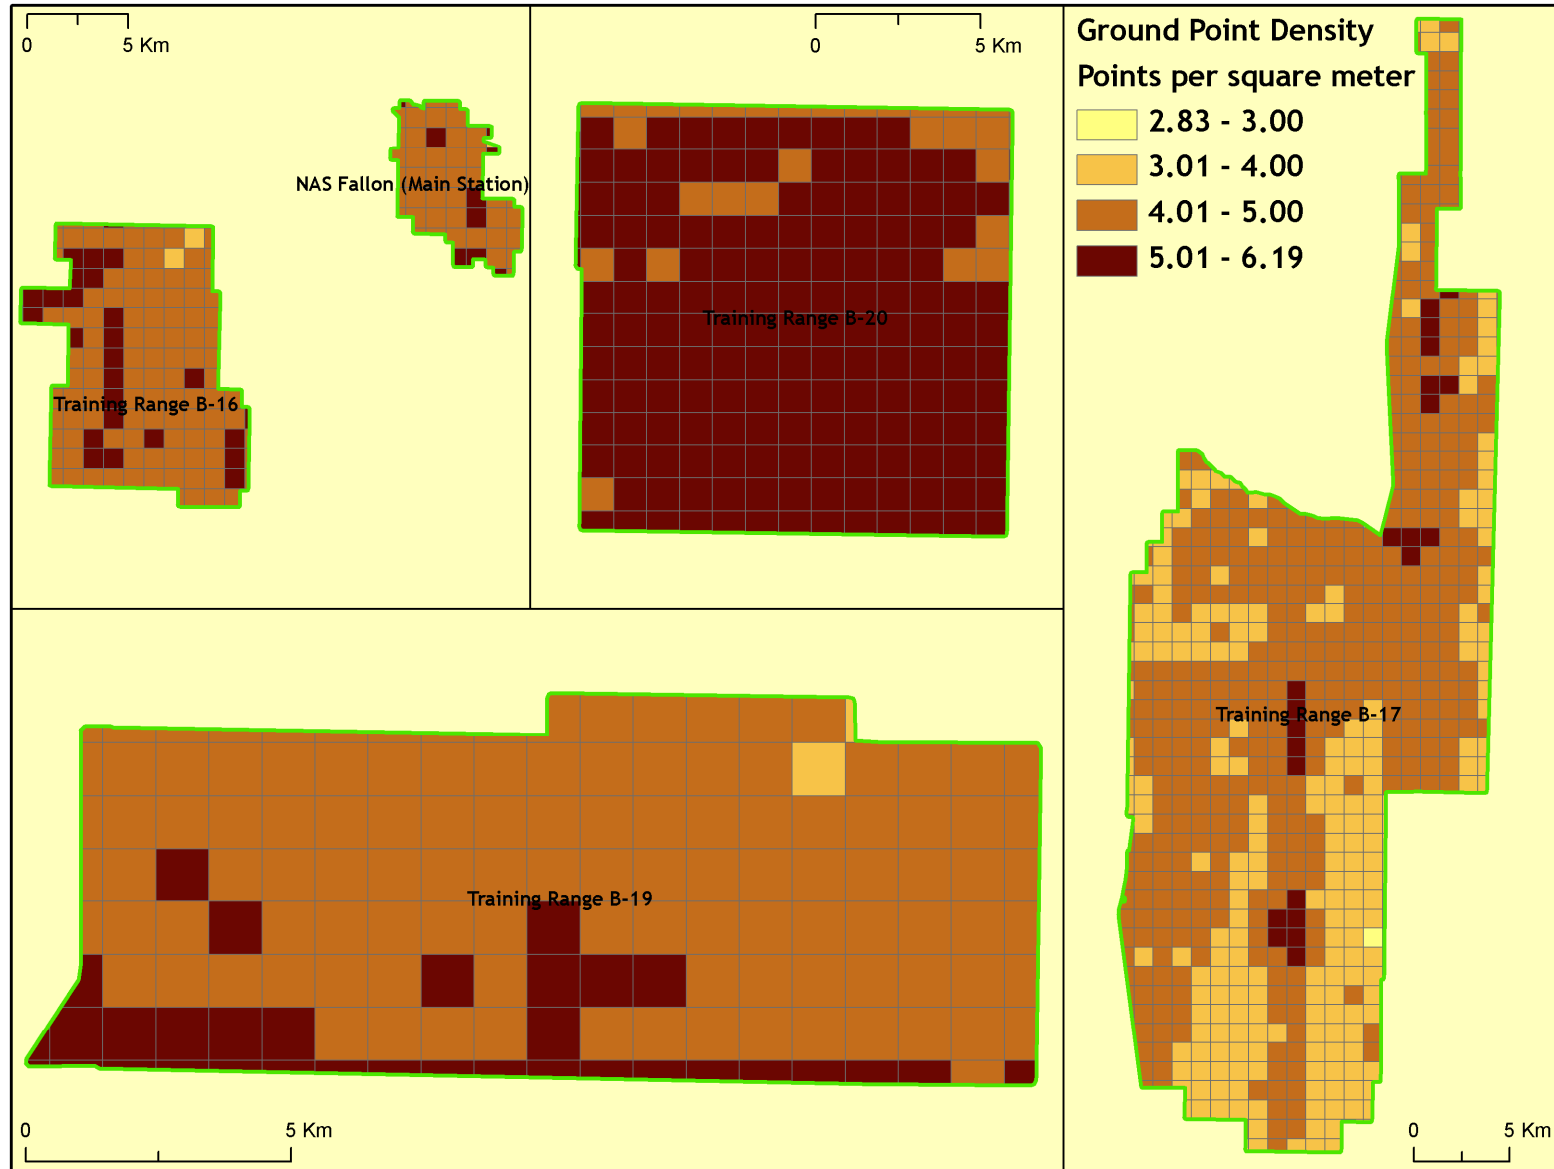 0 5 Km
0 5 Km
Ground Point Density
Points per square meter
2.83 - 3.00
3.01 - 4.00
4.01 - 5.00
5.01 - 6.19
NAS Fallon (Main Station)
Training Range B-20
Training Range B-16
Training Range B-17
Training Range B-19
0 5 Km
0 5 Km